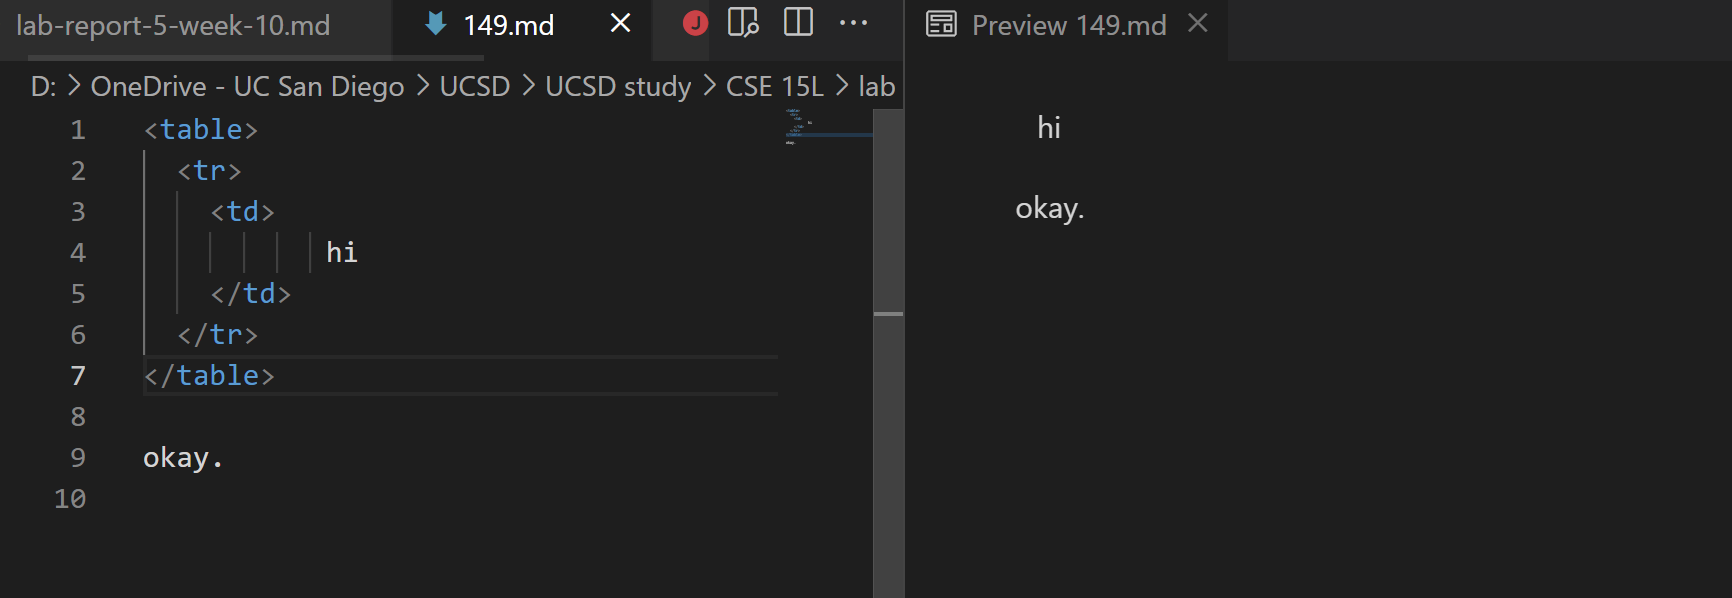 lab-report-5-week-10.md 149.md J Preview 149.md
D: > OneDrive - UC San Diego > UCSD > UCSD study > CSE 15L > lab
1 <table>
2 <tr>
3 <td>
4 hi
5 </td>
6 </tr>
7 </table>
8
9 okay.
10
hi
okay.